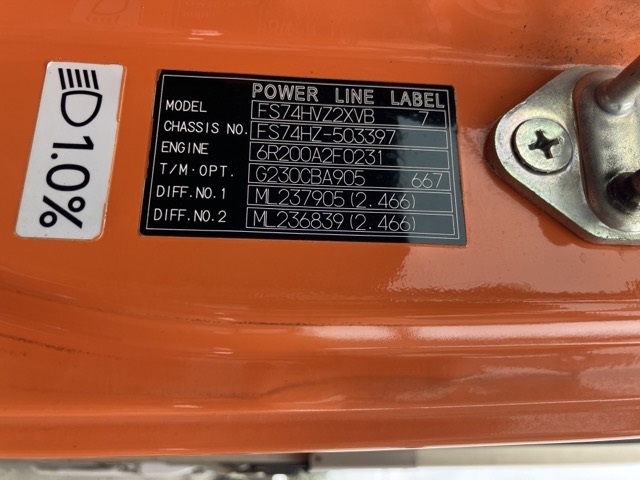 1.0%
POWER LINE LABEL
MODEL FS74HVZ2XVB 7
CHASSIS NO. FS74HZ-503397
ENGINE 6R200A2F0231
T/M·OPT. G230CBA905 667
DIFF.NO.1 ML237905(2.466)
DIFF.NO.2 ML236839(2.466)